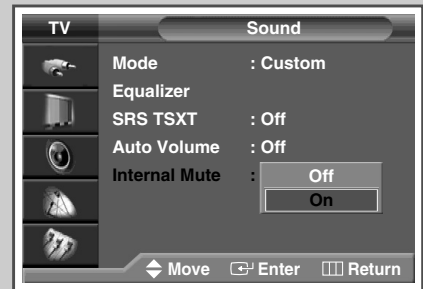 TV Sound
Mode : Custom
Equalizer
SRS TSXT : Off
Auto Volume : Off
Internal Mute : Off
On
Move Enter Return